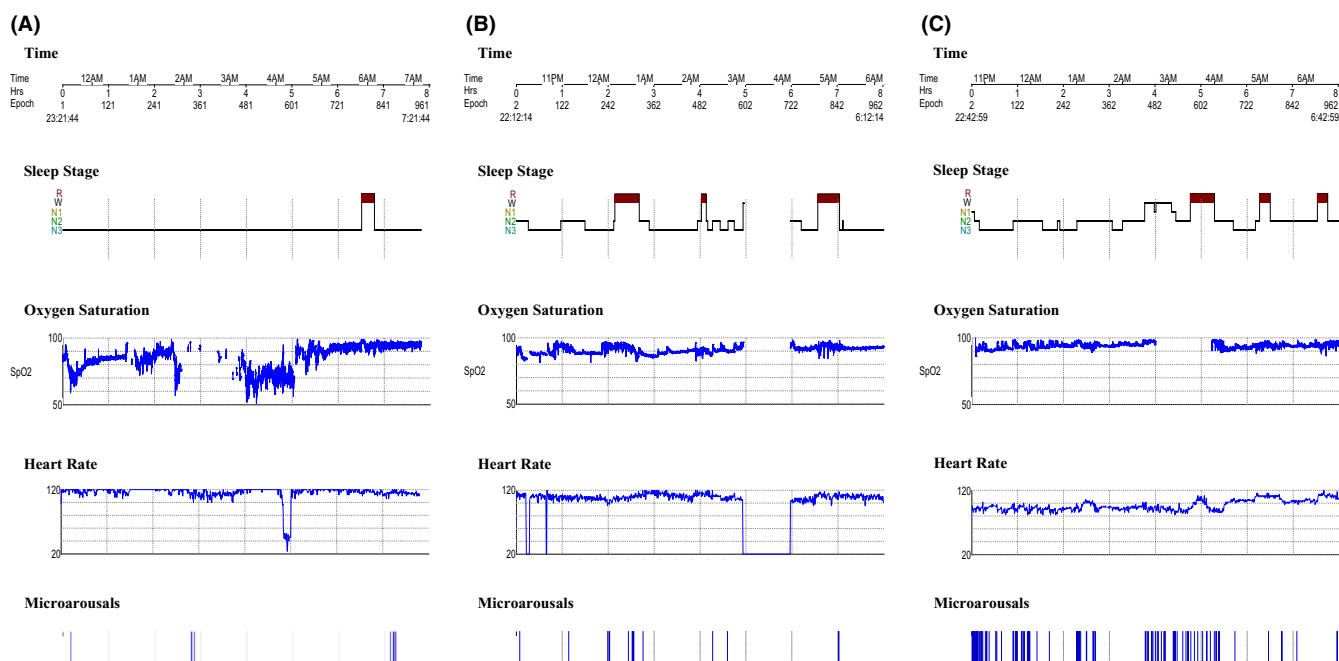 (A)
Time
12AM 1AM 2AM 3AM 4AM 5AM 6AM 7AM
Time
Hrs 0 1 2 3 4 5 6 7 8
Epoch 1 121 241 361 481 601 721 841 961
23:21:44 7:21:44
Sleep Stage
R
W
N1
N2
N3
Oxygen Saturation
100
SpO2
50
Heart Rate
120
20
Microarousals
(B)
Time
11PM 12AM 1AM 2AM 3AM 5AM 6AM
Time
Hrs 0 1 2 3 4 5 6 7 8
Epoch 2 122 242 362 482 602 722 842 962
22:12:14 6:12:14
Sleep Stage
R
W
N1
N2
N3
Oxygen Saturation
100
SpO2
50
Heart Rate
120
20
Microarousals
(C)
Time
11PM 12AM 1AM 2AM 3AM 4AM 5AM 6AM
Time
Hrs 0 1 2 3 4 5 6 7 8
Epoch 2 122 242 362 482 602 722 842 962
22:42:59 6:42:59
Sleep Stage
R
W
N1
N2
N3
Oxygen Saturation
100
SpO2
50
Heart Rate
120
20
Microarousals